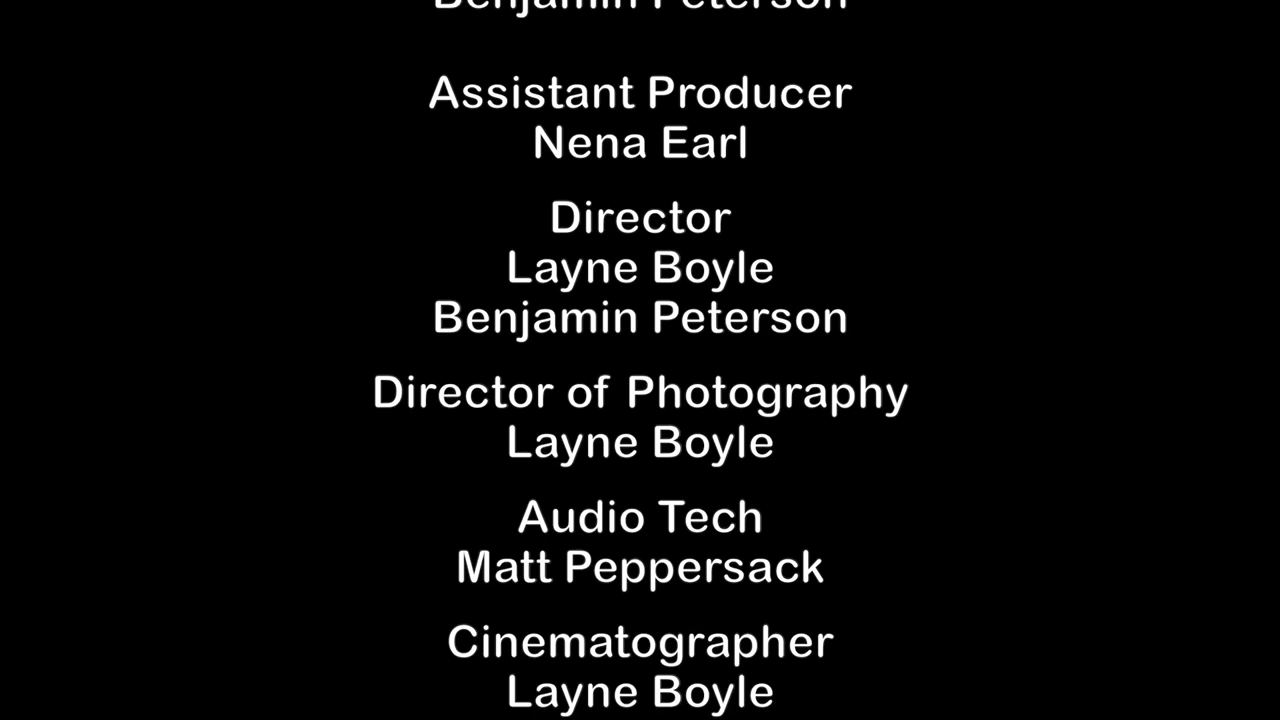 Benjamin Peterson
Assistant Producer
Nena Earl
Director
Layne Boyle
Benjamin Peterson
Director of Photography
Layne Boyle
Audio Tech
Matt Peppersack
Cinematographer
Layne Boyle